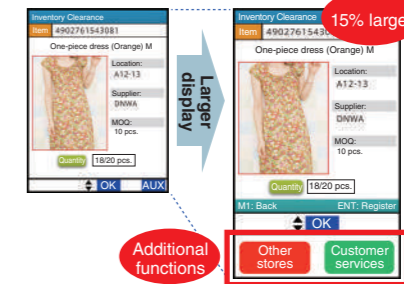 Inventory Clearance
Item 4902761543081
One-piece dress (Orange) M
Location:
A12-13
Supplier:
DNWA
MOQ:
10 pcs.
Quantity 18/20 pcs.
OK AUX
Larger
display
Inventory Clearance
15% large
Item 49027615430
One-piece dress (Orange) M
Location:
A12-13
Supplier:
DNWA
MOQ:
10 pcs.
Quantity 18/20 pcs.
M1: Back ENT: Register
OK
Additional
functions
Other
stores
Customer
services